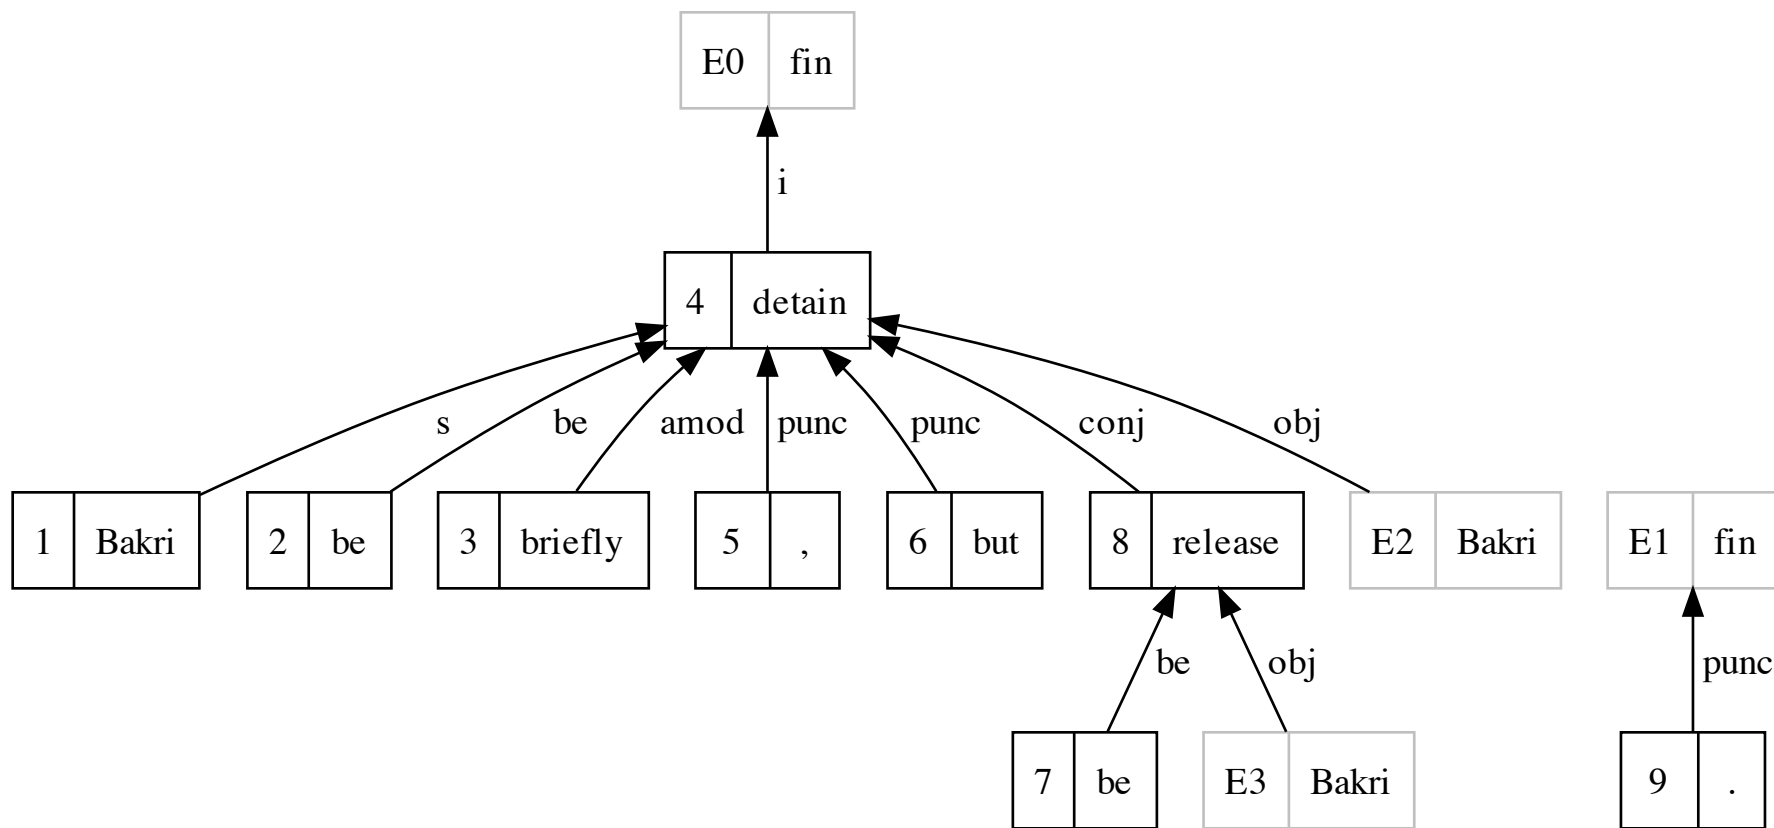 E0 fin
i
4 detain
s be amod punc punc conj obj
1 Bakri 2 be 3 briefly 5 , 6 but 8 release E2 Bakri E1 fin
be obj punc
7 be E3 Bakri 9 .